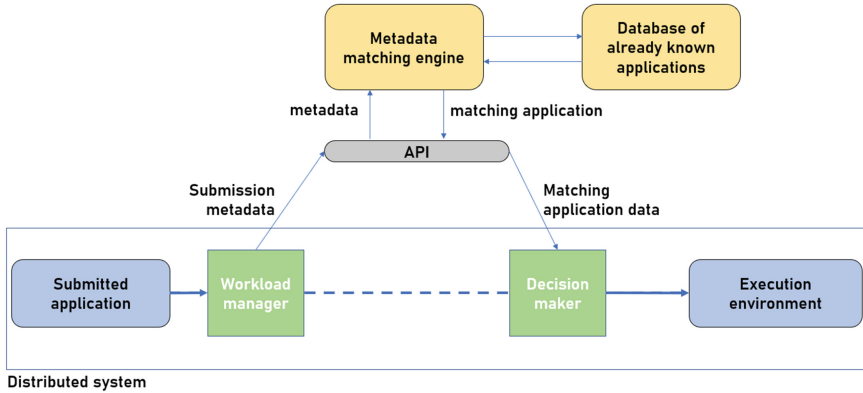 Metadata
matching engine
Database of
already known
applications
metadata
matching application
API
Submission
metadata
Matching
application data
Submitted
application
Workload
manager
Decision
maker
Execution
environment
Distributed system